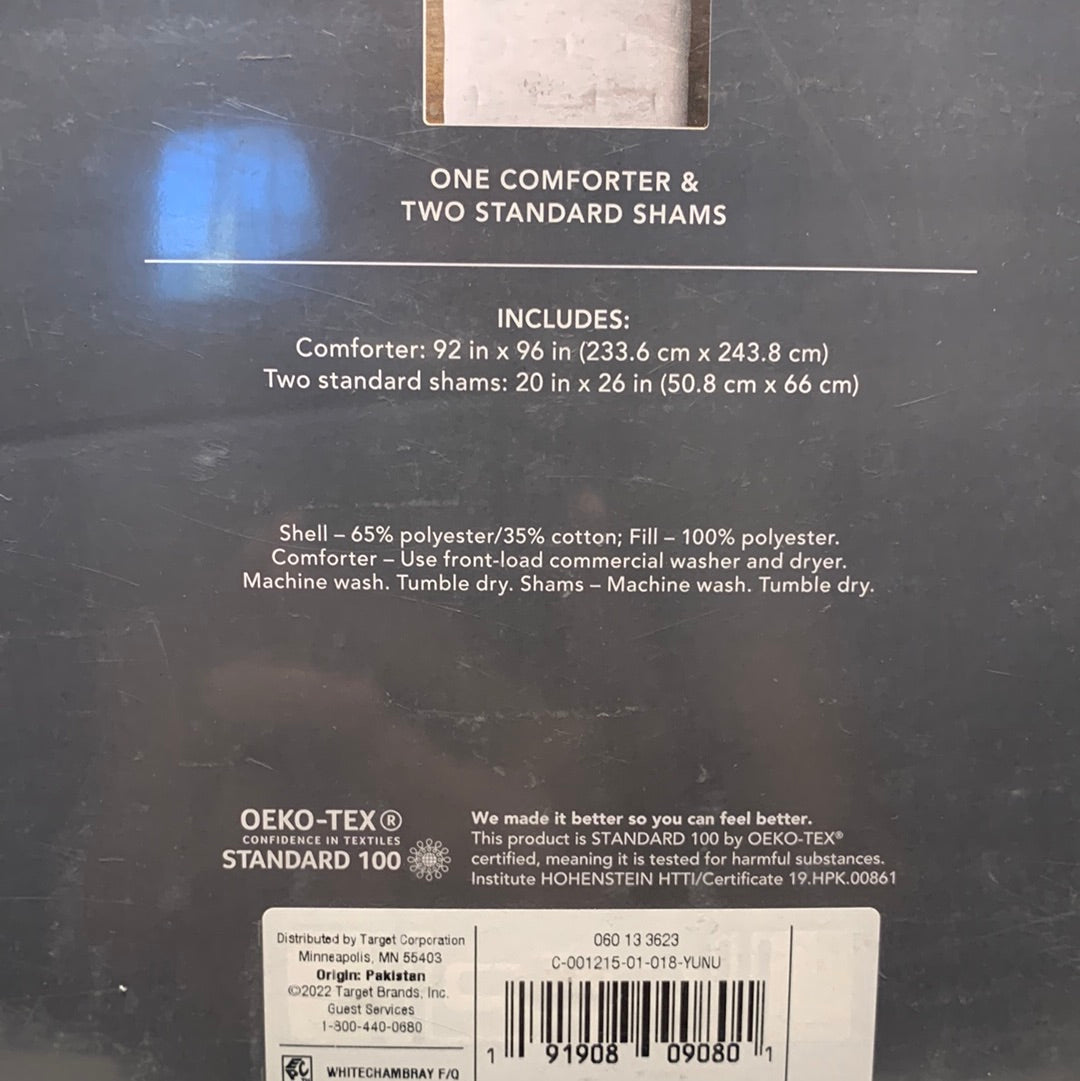 ONE COMFORTER &
TWO STANDARD SHAMS
INCLUDES:
Comforter: 92 in x 96 in (233.6 cm x 243.8 cm)
Two standard shams: 20 in x 26 in (50.8 cm x 66 cm)
Shell – 65% polyester/35% cotton; Fill – 100% polyester.
Comforter – Use front-load commercial washer and dryer.
Machine wash. Tumble dry. Shams – Machine wash. Tumble dry.
OEKO-TEX®
CONFIDENCE IN TEXTILES
STANDARD 100
We made it better so you can feel better.
This product is STANDARD 100 by OEKO-TEX®
certified, meaning it is tested for harmful substances.
Institute HOHENSTEIN HTTI/Certificate 19.HPK.00861
Distributed by Target Corporation
Minneapolis, MN 55403
Origin: Pakistan
©2022 Target Brands, Inc.
Guest Services
1-800-440-0680
WHITECHAMBRAY F/Q
060 13 3623
C-001215-01-018-YUNU
1 91908 09080 1